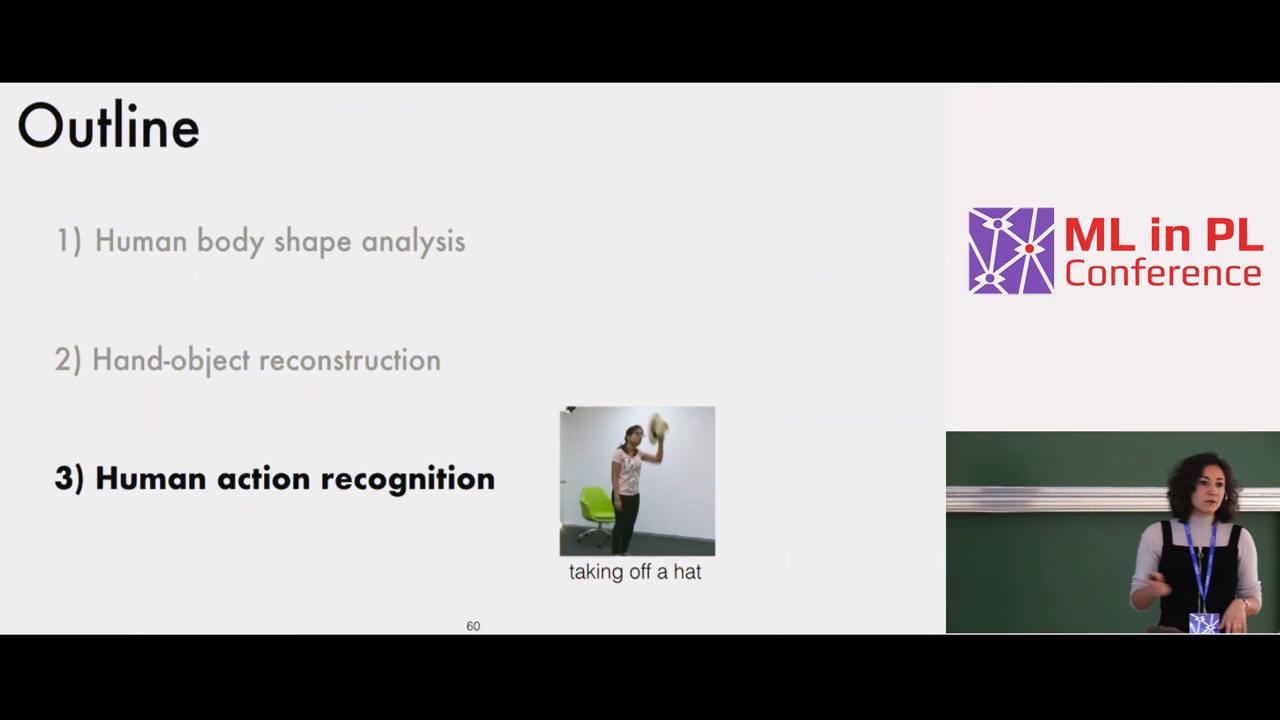 Outline
1) Human body shape analysis
2) Hand-object reconstruction
3) Human action recognition
taking off a hat
60
ML in PL
Conference